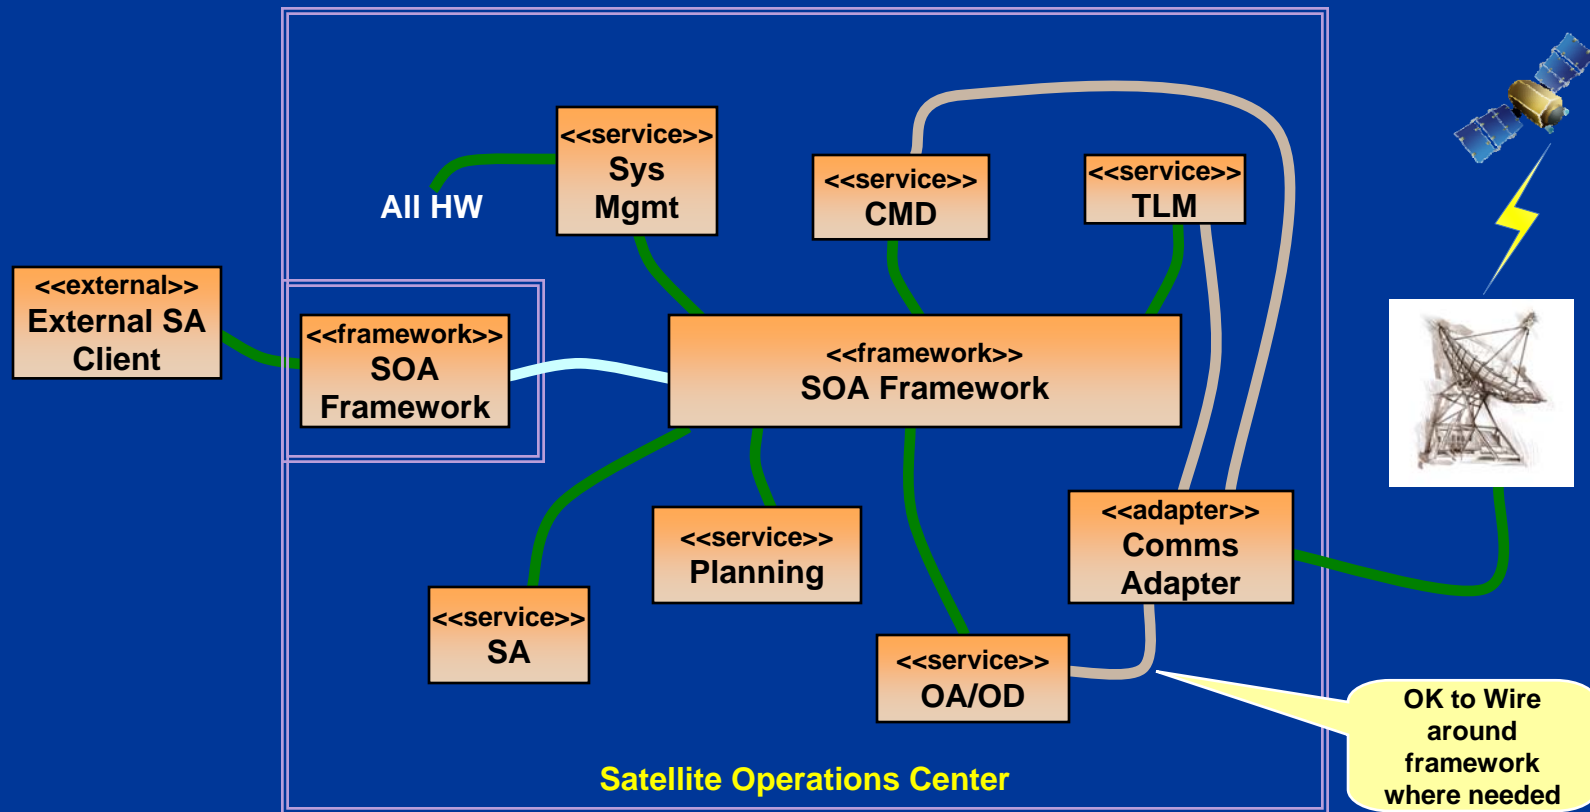 <<service>>
Sys
Mgmt
All HW
<<service>>
CMD
<<service>>
TLM
<<external>>
External SA
Client
<<framework>>
SOA
Framework
<<framework>>
SOA Framework
<<service>>
Planning
<<adapter>>
Comms
Adapter
<<service>>
SA
<<service>>
OA/OD
OK to Wire
around
framework
where needed
Satellite Operations Center